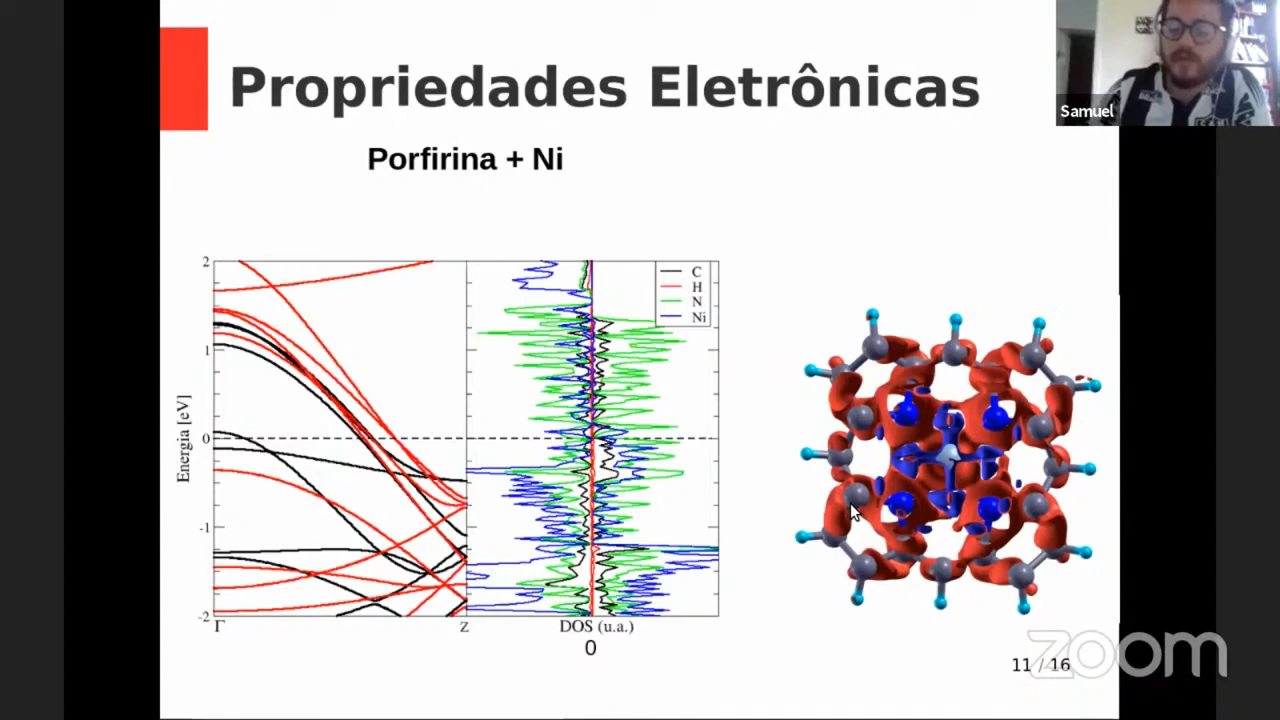 Propriedades Eletrônicas
Samuel
Porfirina + Ni
2
1
0
-1
-2
Energia [eV]
Γ
Z
C
H
N
Ni
DOS (u.a.)
0
11 / 16
zoom